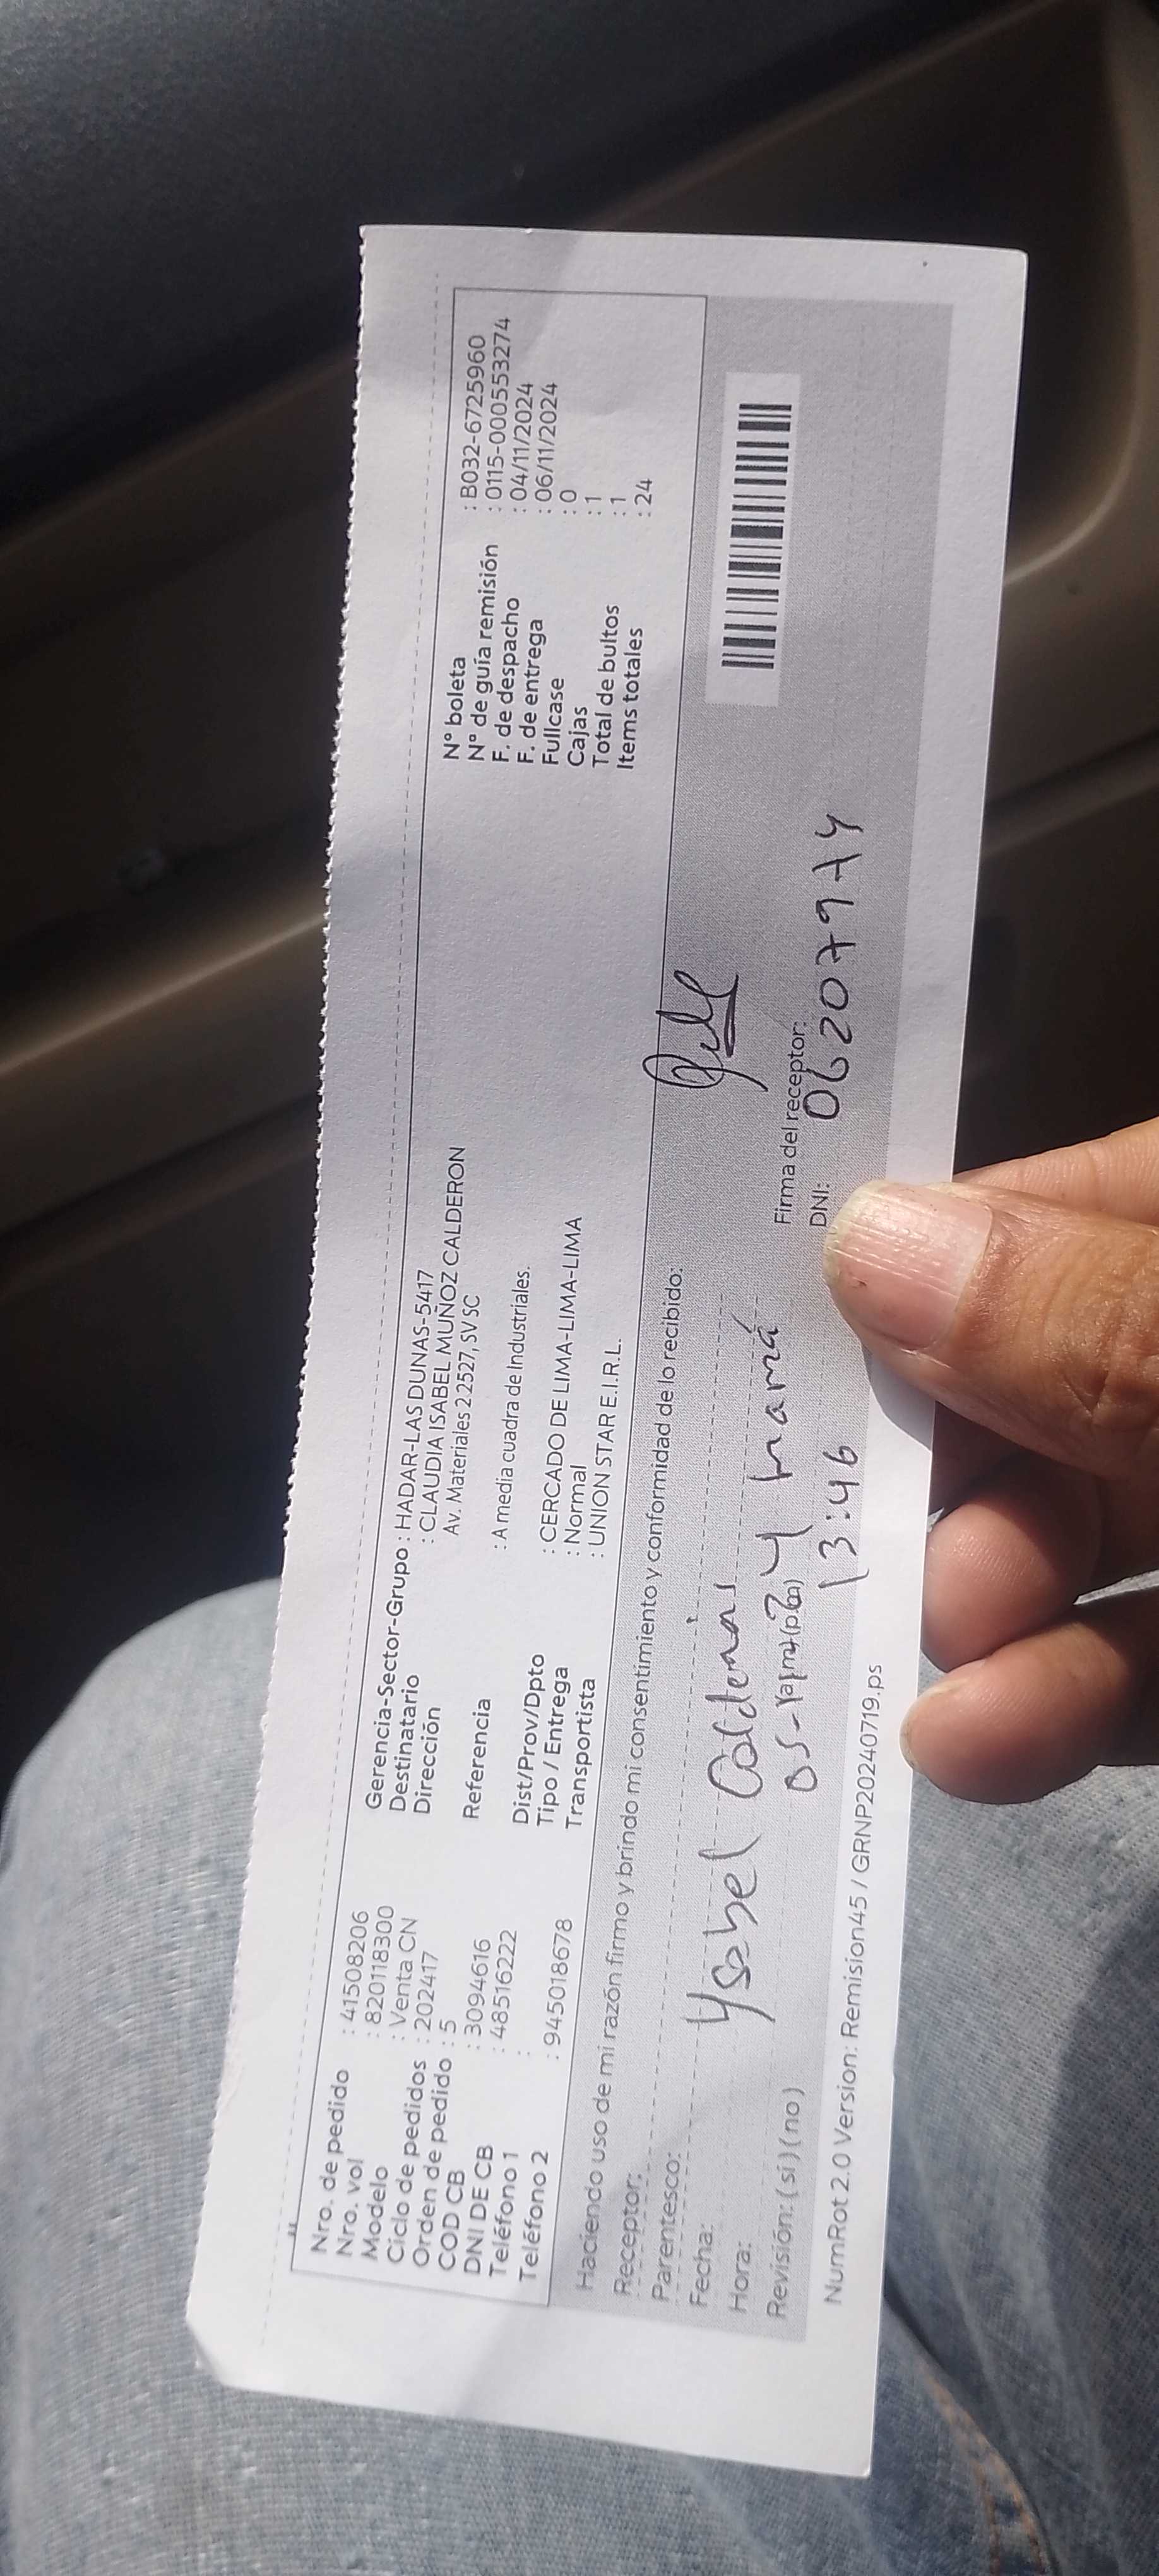 Nro. de pedido : 41508206
Nro. vol : 820118300
Modelo : Venta CN
Ciclo de pedidos : 202417
Orden de pedido : 5
COD CB : 3094616
DNI DE CB : 48516222
Teléfono 1 :
Teléfono 2 : 945018678
Gerencia-Sector-Grupo : HADAR-LAS DUNAS-5417
Destinatario : CLAUDIA ISABEL MUÑOZ CALDERON
Dirección Av. Materiales 2 2527, SV SC
Referencia : A media cuadra de Industriales.
Dist/Prov/Dpto : CERCADO DE LIMA-LIMA-LIMA
Tipo / Entrega : Normal
Transportista : UNION STAR E.I.R.L.
N° boleta : B032-6725960
N° de guía remisión : 0115-0005553274
F. de despacho : 04/11/2024
F. de entrega : 06/11/2024
Fullcase : 0
Cajas : 1
Total de bultos : 1
Items totales : 24
Haciendo uso de mi razón firmo y brindo mi consentimiento y conformidad de lo recibido:
Receptor:
Parentesco:
Fecha: Ysabel
Hora:
Revisión: ( sí ) ( no )
mamá
13:46
Firma del receptor:
DNI:
NumRot 2.0 Version: Remision45 / GRNP20240719.ps